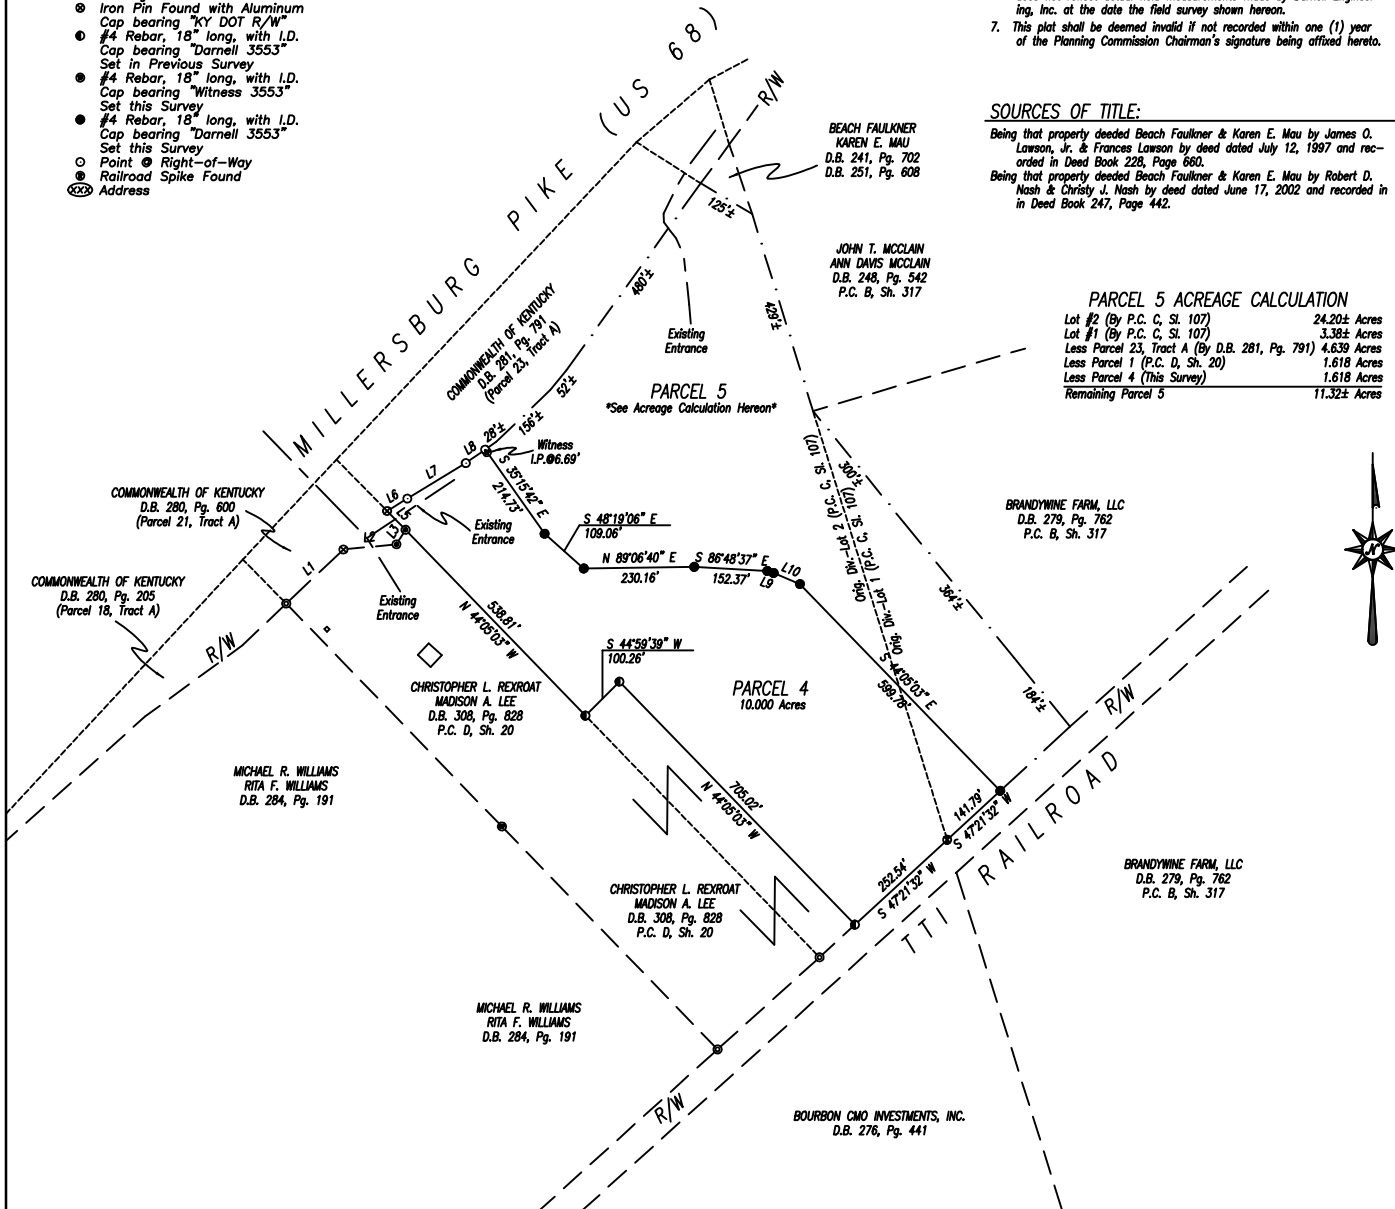 Iron Pin Found with Aluminum
Cap bearing "KY DOT R/W"
#4 Rebar, 18" long, with I.D.
Cap bearing "Darnell 3553"
Set in Previous Survey
#4 Rebar, 18" long, with I.D.
Cap bearing "Witness 3553"
Set this Survey
#4 Rebar, 18" long, with I.D.
Cap bearing "Darnell 3553"
Set this Survey
Point @ Right-of-Way
Railroad Spike Found
XXX Address
ing, Inc. at the date the field survey shown hereon.
7. This plat shall be deemed invalid if not recorded within one (1) year
of the Planning Commission Chairman's signature being affixed hereto.
SOURCES OF TITLE:
Being that property deeded Beach Faulkner & Karen E. Mau by James O.
Lawson, Jr. & Frances Lawson by deed dated July 12, 1997 and rec-
orded in Deed Book 228, Page 660.
Being that property deeded Beach Faulkner & Karen E. Mau by Robert D.
Nash & Christy J. Nash by deed dated June 17, 2002 and recorded in
in Deed Book 247, Page 442.
PARCEL 5 ACREAGE CALCULATION
Lot #2 (By P.C. C, Sl. 107) 24.20± Acres
Lot #1 (By P.C. C, Sl. 107) 3.38± Acres
Less Parcel 23, Tract A (By D.B. 281, Pg. 791) 4.639 Acres
Less Parcel 1 (P.C. D, Sh. 20) 1.618 Acres
Less Parcel 4 (This Survey) 1.618 Acres
Remaining Parcel 5 11.32± Acres
MILLERSBURG PIKE (US 68)
R/W
BEACH FAULKNER
KAREN E. MAU
D.B. 241, Pg. 702
D.B. 251, Pg. 608
125'±
JOHN T. MCCLAIN
ANN DAVIS MCCLAIN
D.B. 248, Pg. 542
P.C. B, Sh. 317
480'±
429'±
Existing
Entrance
COMMONWEALTH OF KENTUCKY
D.B. 281, Pg. 791
(Parcel 23, Tract A)
52'±
156'±
28'±
PARCEL 5
*See Acreage Calculation Hereon*
Witness
I.P.@6.69'
L8
L7
L6
L5
L3
L2
L1
S 35°15'42" E
214.73'
COMMONWEALTH OF KENTUCKY
D.B. 280, Pg. 600
(Parcel 21, Tract A)
Existing
Entrance
S 48°19'06" E
109.06'
N 89°06'40" E
230.16'
S 86°48'37" E
152.37'
L9
L10
Orig. Div.-Lot 2 (P.C. C, Sl. 107)
Orig. Div.-Lot 1 (P.C. C, Sl. 107)
300'±
BRANDYWINE FARM, LLC
D.B. 279, Pg. 762
P.C. B, Sh. 317
N
364'±
184'±
COMMONWEALTH OF KENTUCKY
D.B. 280, Pg. 205
(Parcel 18, Tract A)
Existing
Entrance
R/W
538.81'
N 44°05'03" W
S 44°59'39" W
100.26'
CHRISTOPHER L. REXROAT
MADISON A. LEE
D.B. 308, Pg. 828
P.C. D, Sh. 20
PARCEL 4
10.000 Acres
S 44°05'03" E
599.78'
R/W
MICHAEL R. WILLIAMS
RITA F. WILLIAMS
D.B. 284, Pg. 191
705.02'
N 44°05'03" W
141.79'
S 47°21'32" W
252.54'
S 47°21'32" W
TTI RAILROAD
BRANDYWINE FARM, LLC
D.B. 279, Pg. 762
P.C. B, Sh. 317
CHRISTOPHER L. REXROAT
MADISON A. LEE
D.B. 308, Pg. 828
P.C. D, Sh. 20
MICHAEL R. WILLIAMS
RITA F. WILLIAMS
D.B. 284, Pg. 191
R/W
BOURBON CMO INVESTMENTS, INC.
D.B. 276, Pg. 441